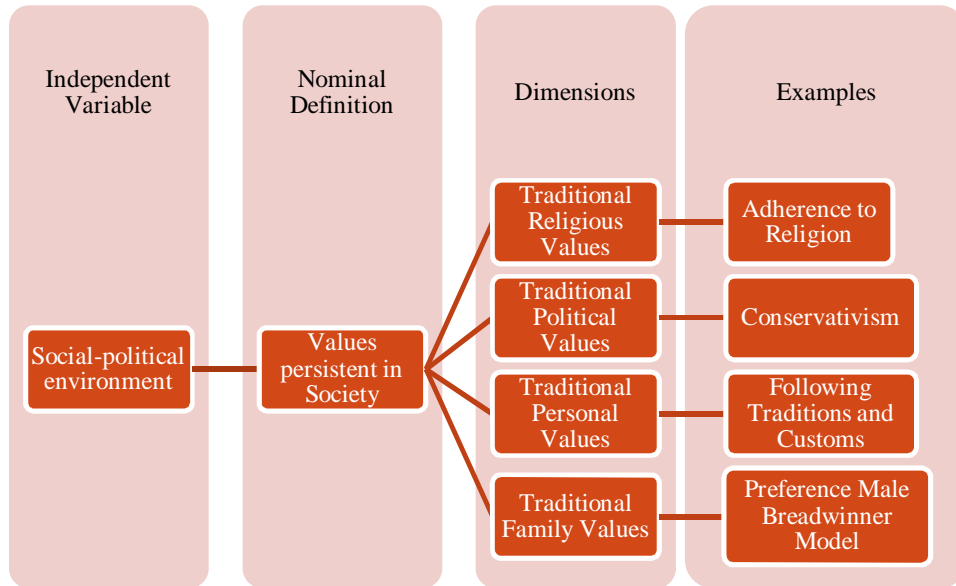 Independent
Variable
Nominal
Definition
Dimensions
Examples
Social-political
environment
Values
persistent in
Society
Traditional
Religious
Values
Adherence to
Religion
Traditional
Political
Values
Conservativism
Traditional
Personal
Values
Following
Traditions and
Customs
Traditional
Family Values
Preference Male
Breadwinner
Model